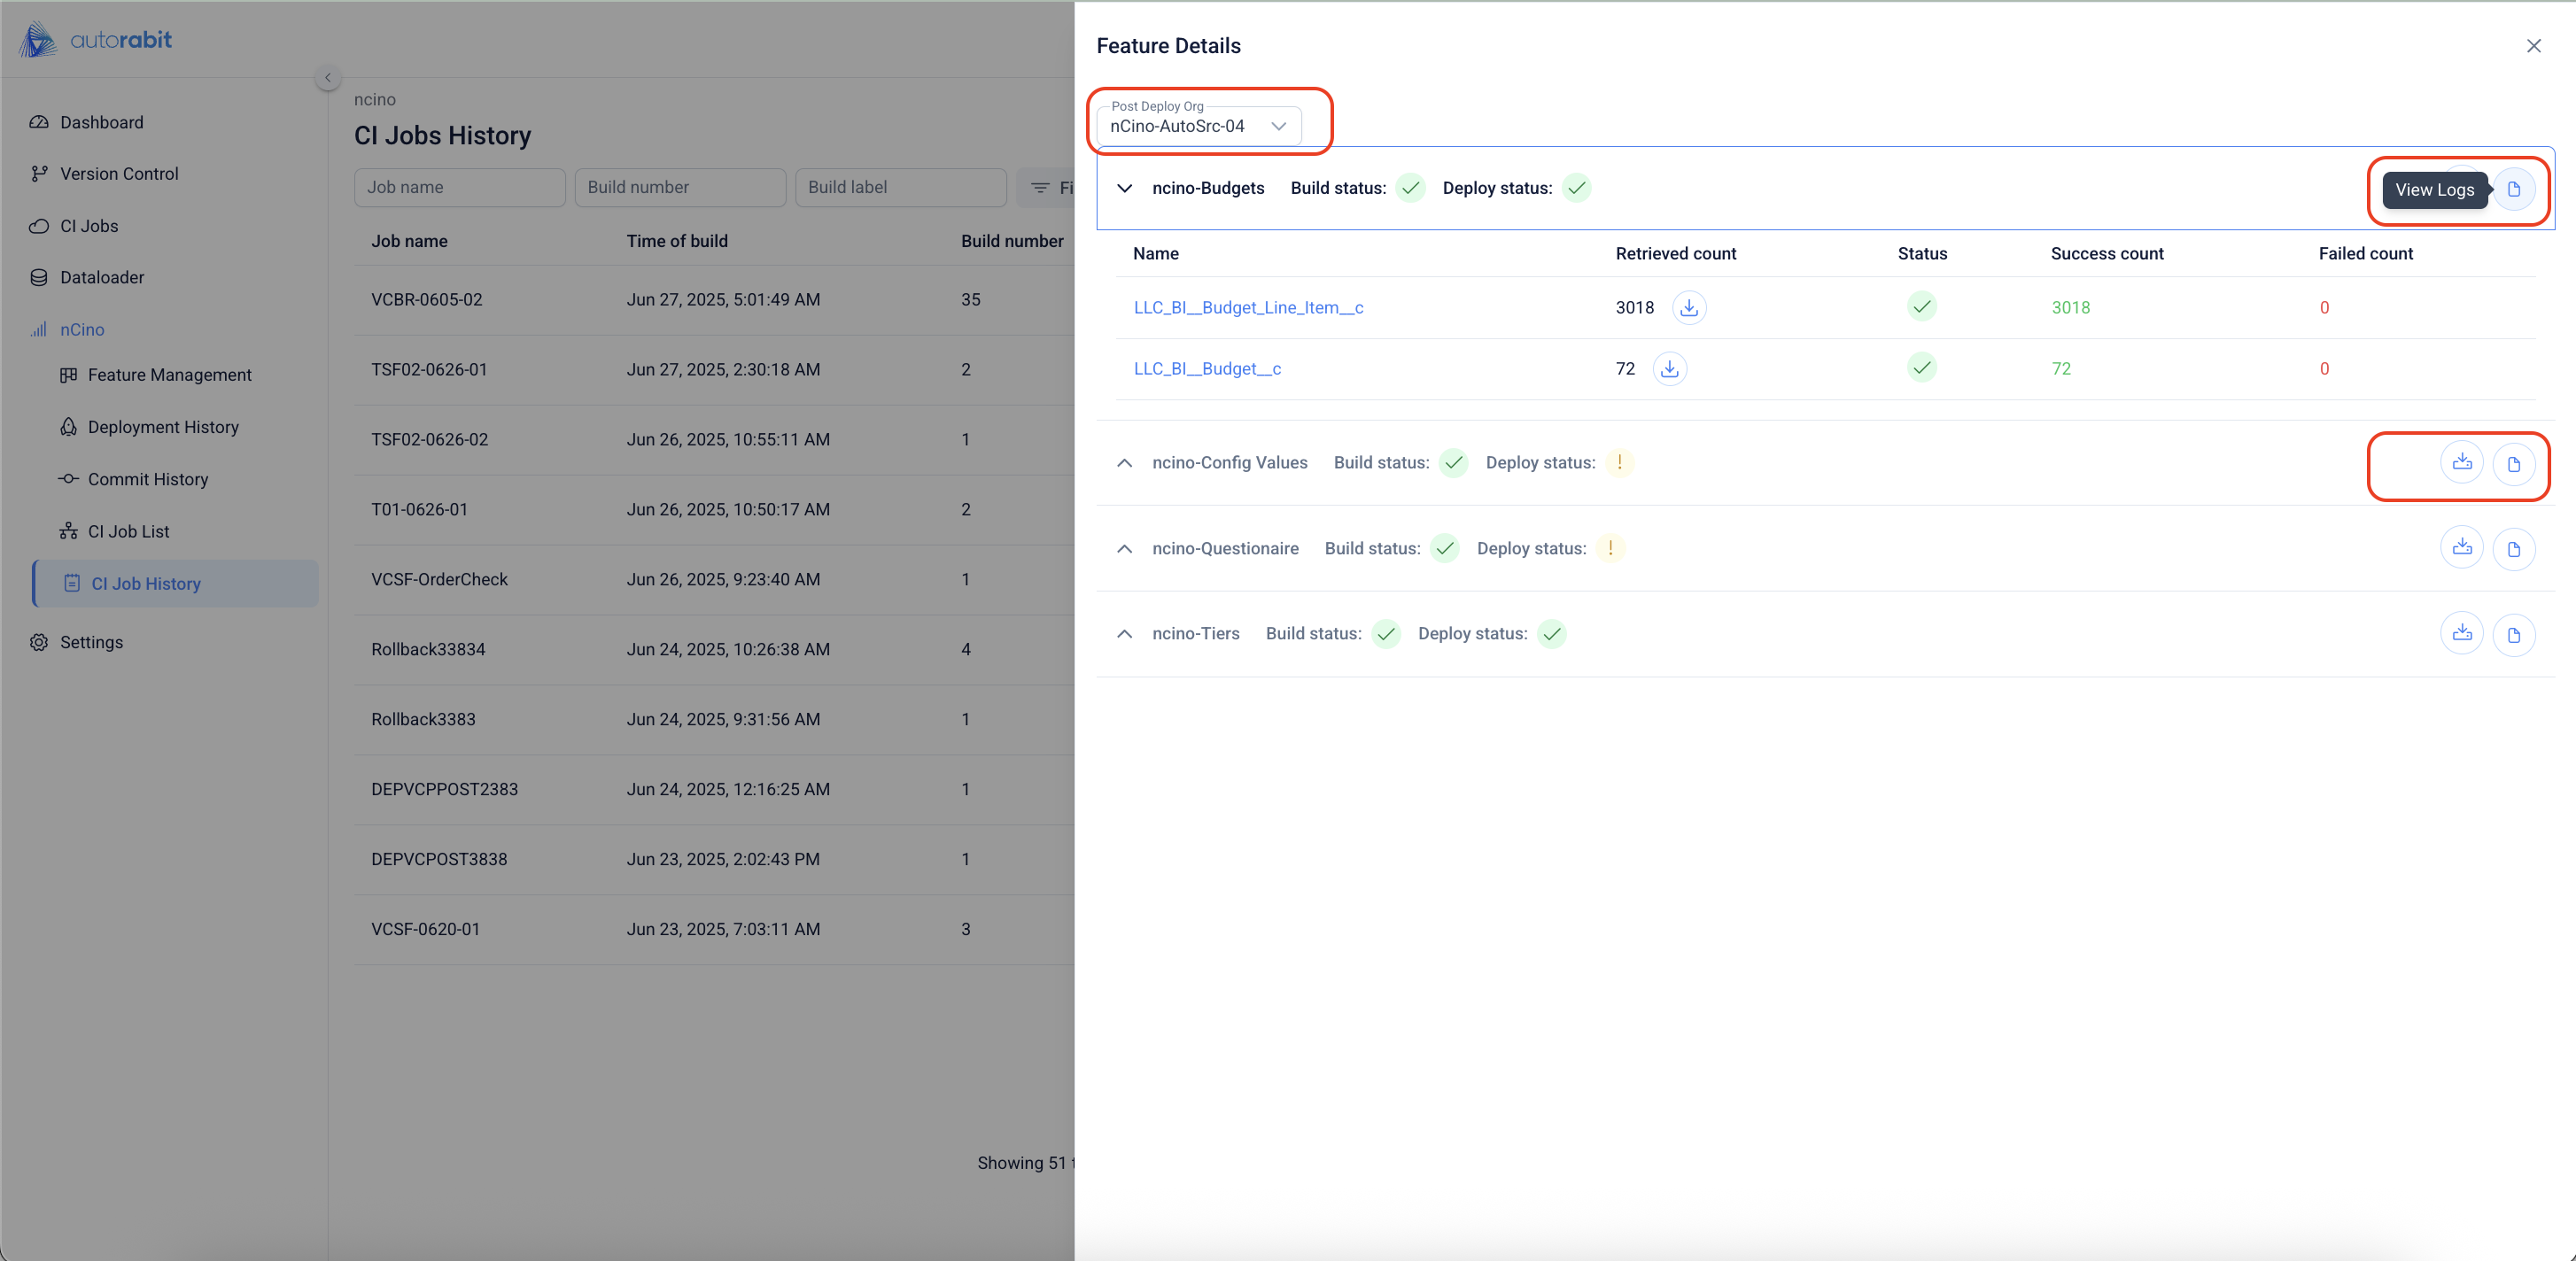 autorabit
Dashboard
Version Control
CI Jobs
Dataloader
nCino
Feature Management
Deployment History
Commit History
CI Job List
CI Job History
Settings
ncino
CI Jobs History
Job name Build number Build label
Job name Time of build Build number
VCBR-0605-02 Jun 27, 2025, 5:01:49 AM 35
TSF02-0626-01 Jun 27, 2025, 2:30:18 AM 2
TSF02-0626-02 Jun 26, 2025, 10:55:11 AM 1
T01-0626-01 Jun 26, 2025, 10:50:17 AM 2
VCSF-OrderCheck Jun 26, 2025, 9:23:40 AM 1
Rollback33834 Jun 24, 2025, 10:26:38 AM 4
Rollback3383 Jun 24, 2025, 9:31:56 AM 1
DEPVCPPOST2383 Jun 24, 2025, 12:16:25 AM 1
DEPVCPOST3838 Jun 23, 2025, 2:02:43 PM 1
VCSF-0620-01 Jun 23, 2025, 7:03:11 AM 3
Showing 51
Feature Details
Post Deploy Org
nCino-AutoSrc-04
ncino-Budgets Build status: Deploy status: View Logs
Name Retrieved count Status Success count Failed count
LLC_BI__Budget_Line_Item__c 3018 3018 0
LLC_BI__Budget__c 72 72 0
ncino-Config Values Build status: Deploy status: !
ncino-Questionaire Build status: Deploy status: !
ncino-Tiers Build status: Deploy status: